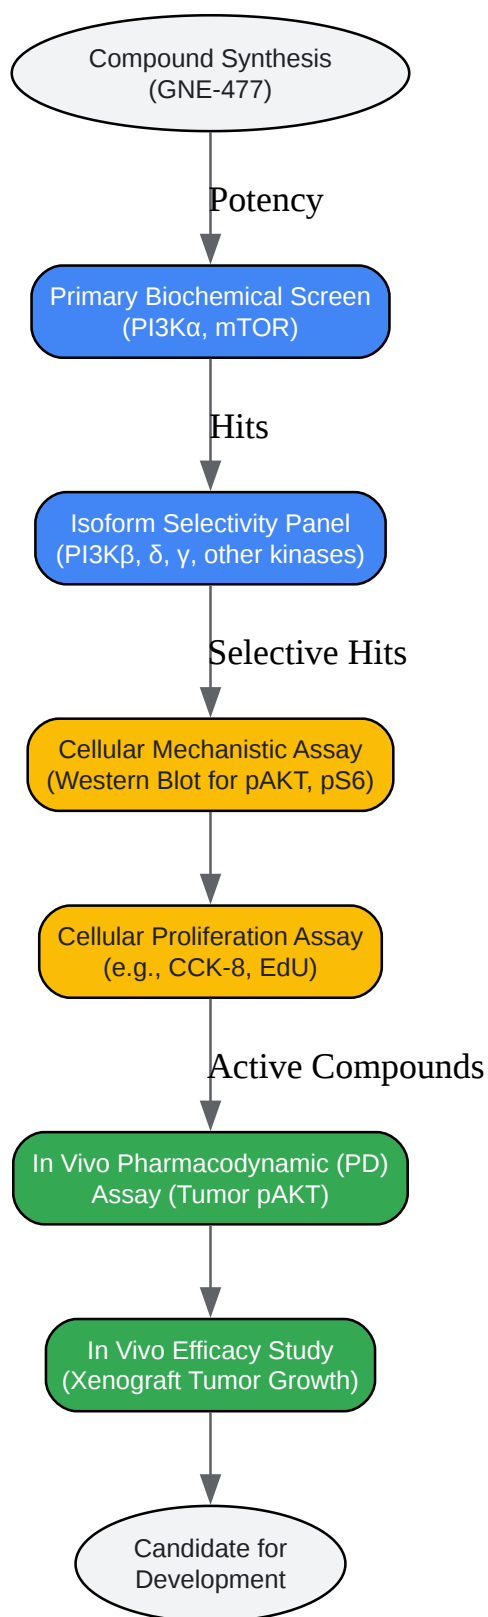 Compound Synthesis
(GNE-477)
Potency
Primary Biochemical Screen
(PI3Kα, mTOR)
Hits
Isoform Selectivity Panel
(PI3Kβ, δ, γ, other kinases)
Selective Hits
Cellular Mechanistic Assay
(Western Blot for pAKT, pS6)
Cellular Proliferation Assay
(e.g., CCK-8, EdU)
Active Compounds
In Vivo Pharmacodynamic (PD)
Assay (Tumor pAKT)
In Vivo Efficacy Study
(Xenograft Tumor Growth)
Candidate for
Development